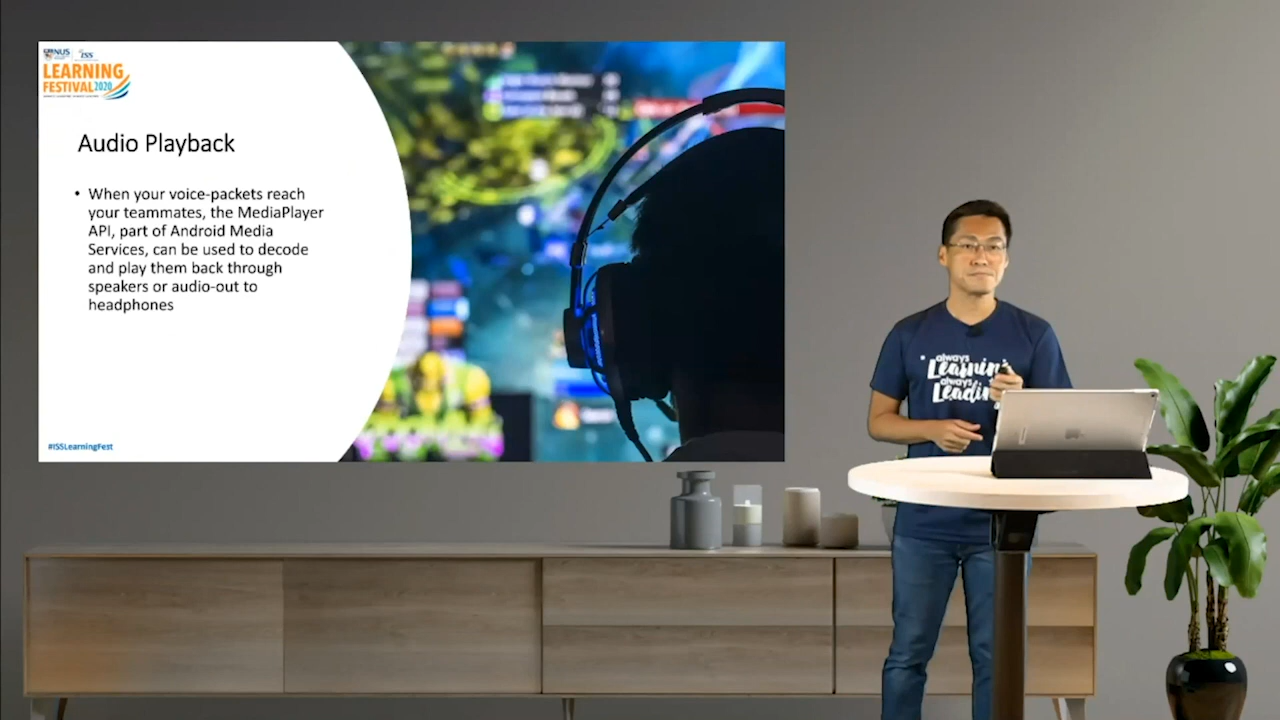 NUS
ISS
LEARNING
FESTIVAL 2020
Audio Playback
• When your voice-packets reach
your teammates, the MediaPlayer
API, part of Android Media
Services, can be used to decode
and play them back through
speakers or audio-out to
headphones
#ISSLearningFest
always
Learning
always
Leading